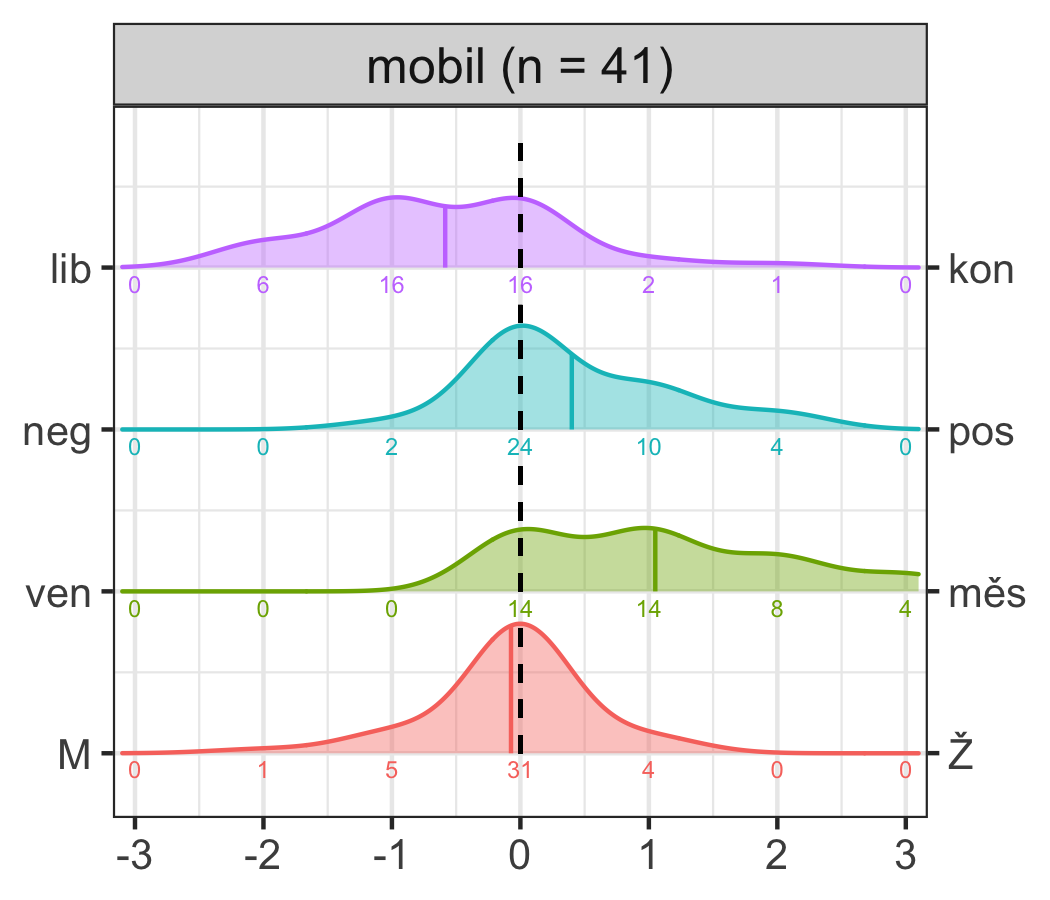 mobil (n = 41)
lib kon
0 6 16 16 2 1 0
neg pos
0 0 2 24 10 4 0
ven měs
0 0 0 14 14 8 4
M Ž
0 1 5 31 4 0 0
-3 -2 -1 0 1 2 3